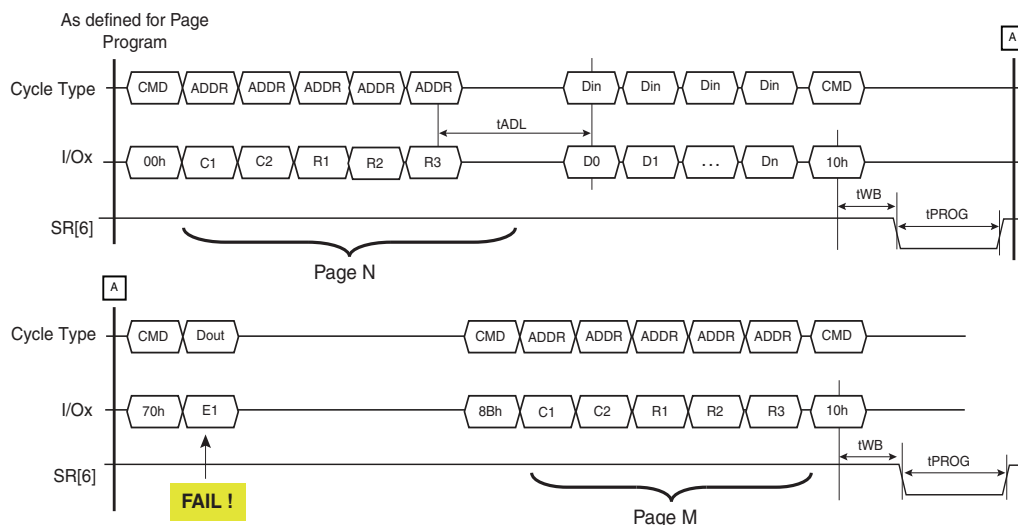 As defined for Page
Program
A
Cycle Type
CMD ADDR ADDR ADDR ADDR ADDR Din Din Din Din CMD
tADL
I/Ox
00h C1 C2 R1 R2 R3 D0 D1 ... Dn 10h
tWB
tPROG
SR[6]
Page N
A
Cycle Type
CMD Dout CMD ADDR ADDR ADDR ADDR ADDR CMD
I/Ox
70h E1 8Bh C1 C2 R1 R2 R3 10h
tWB
tPROG
SR[6]
FAIL !
Page M